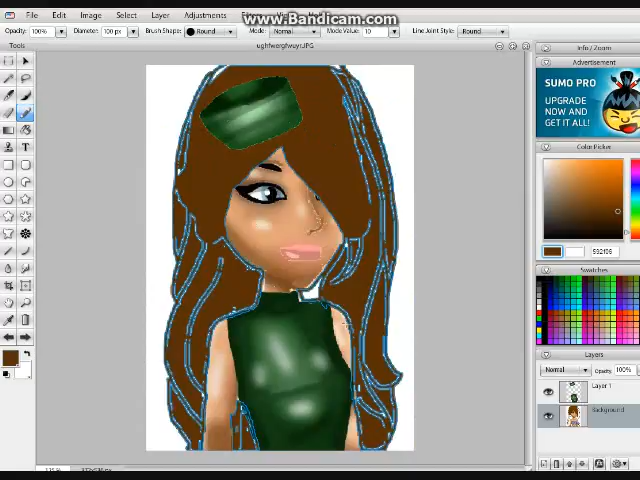 www.Bandicam.com
File Edit Image Select Layer Adjustments
Opacity: 100% Diameter: 100 px Brush Shape: Round Mode: Normal Mode Value: 10 Line Joint Style: Round
Tools
Info / Zoom
Advertisement
SUMO PRO
UPGRADE
NOW AND
GET IT ALL!
Color Picker
Swatches
Layers
Normal Opacity: 100%
Layer 1
Background